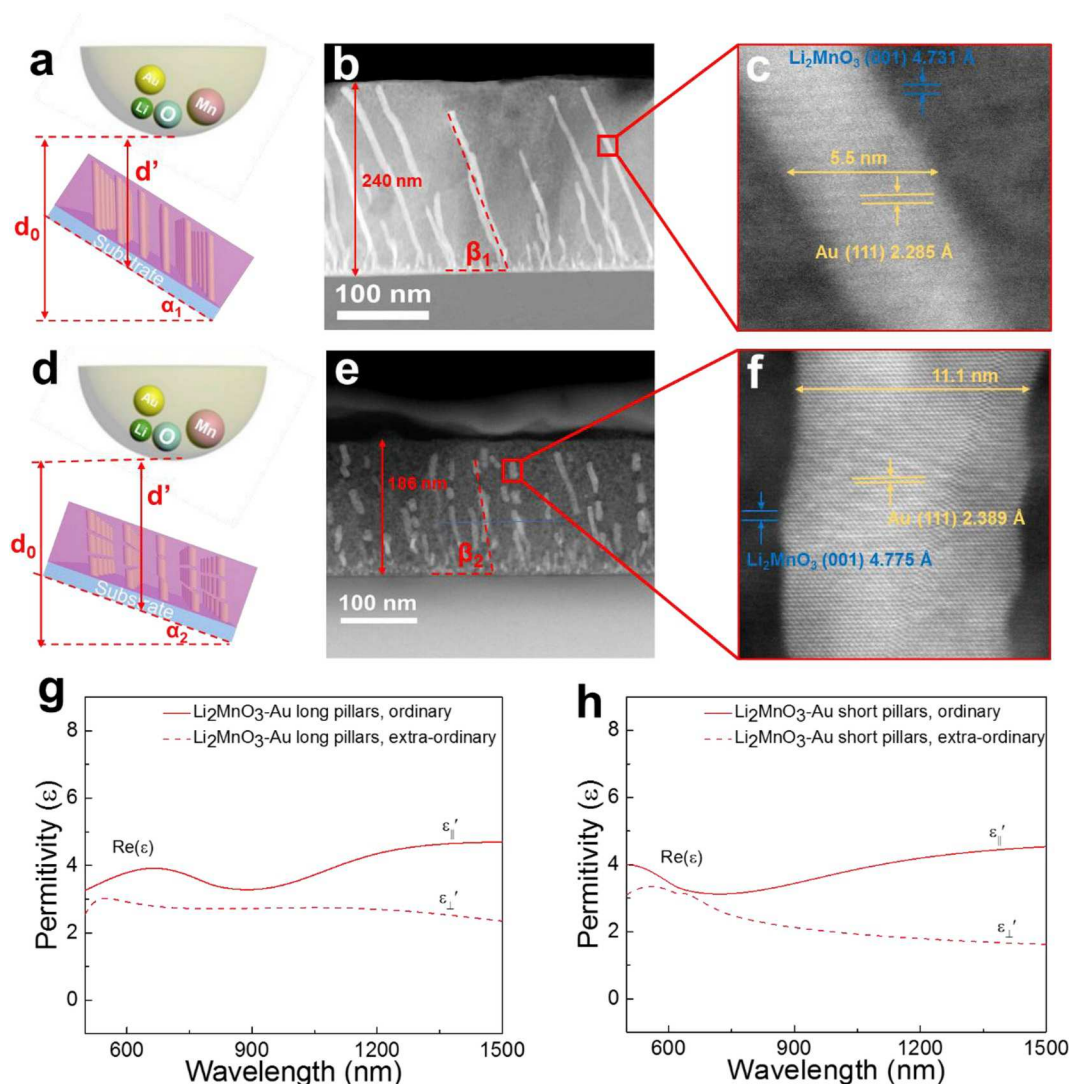 a
Au
Li
O
Mn
d'
d₀
Substrate
α₁
b
240 nm
β₁
100 nm
c
Li₂MnO₃ (001) 4.731 Å
5.5 nm
Au (111) 2.285 Å
d
Au
Li
O
Mn
d'
d₀
Substrate
α₂
e
186 nm
β₂
100 nm
f
11.1 nm
Au (111) 2.389 Å
Li₂MnO₃ (001) 4.775 Å
g
Li₂MnO₃-Au long pillars, ordinary
Li₂MnO₃-Au long pillars, extra-ordinary
Re(ε)
ε∥′
ε⊥′
Permitivity (ε)
8
6
4
2
0
600
900
1200
1500
Wavelength (nm)
h
Li₂MnO₃-Au short pillars, ordinary
Li₂MnO₃-Au short pillars, extra-ordinary
Re(ε)
ε∥′
ε⊥′
Permitivity (ε)
8
6
4
2
0
600
900
1200
1500
Wavelength (nm)